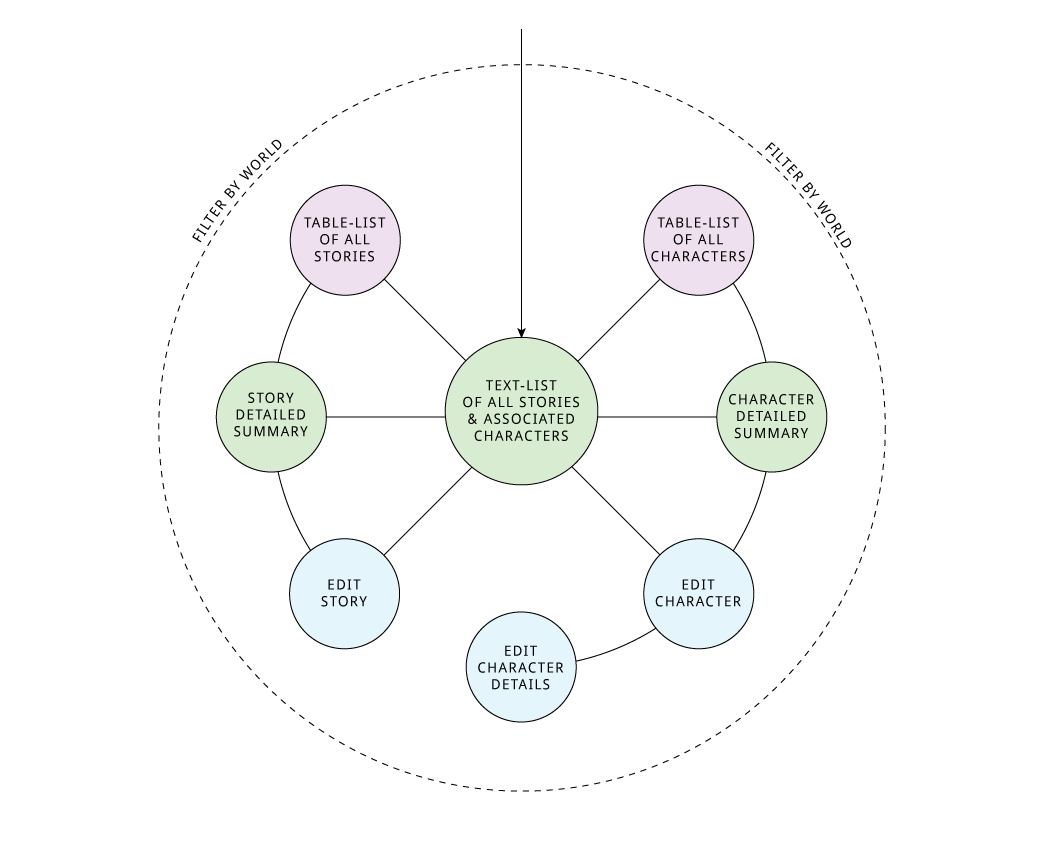 FILTER BY WORLD
FILTER BY WORLD
TABLE-LIST
OF ALL
STORIES
TABLE-LIST
OF ALL
CHARACTERS
STORY
DETAILED
SUMMARY
TEXT-LIST
OF ALL STORIES
& ASSOCIATED
CHARACTERS
CHARACTER
DETAILED
SUMMARY
EDIT
STORY
EDIT
CHARACTER
EDIT
CHARACTER
DETAILS